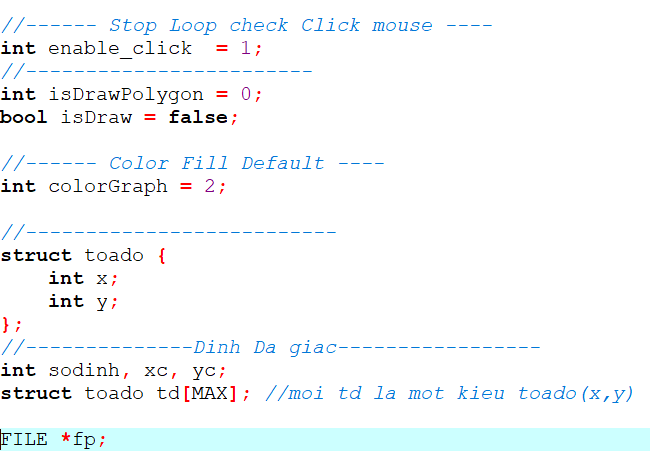 //------ Stop Loop check Click mouse ----
int enable_click  = 1;
//------------------------
int isDrawPolygon = 0;
bool isDraw = false;
//------ Color Fill Default ----
int colorGraph = 2;
//--------------------------
struct toado {
    int x;
    int y;
};
//--------------Dinh Da giac-----------------
int sodinh, xc, yc;
struct toado td[MAX]; //moi td la mot kieu toado(x,y)
FILE *fp;